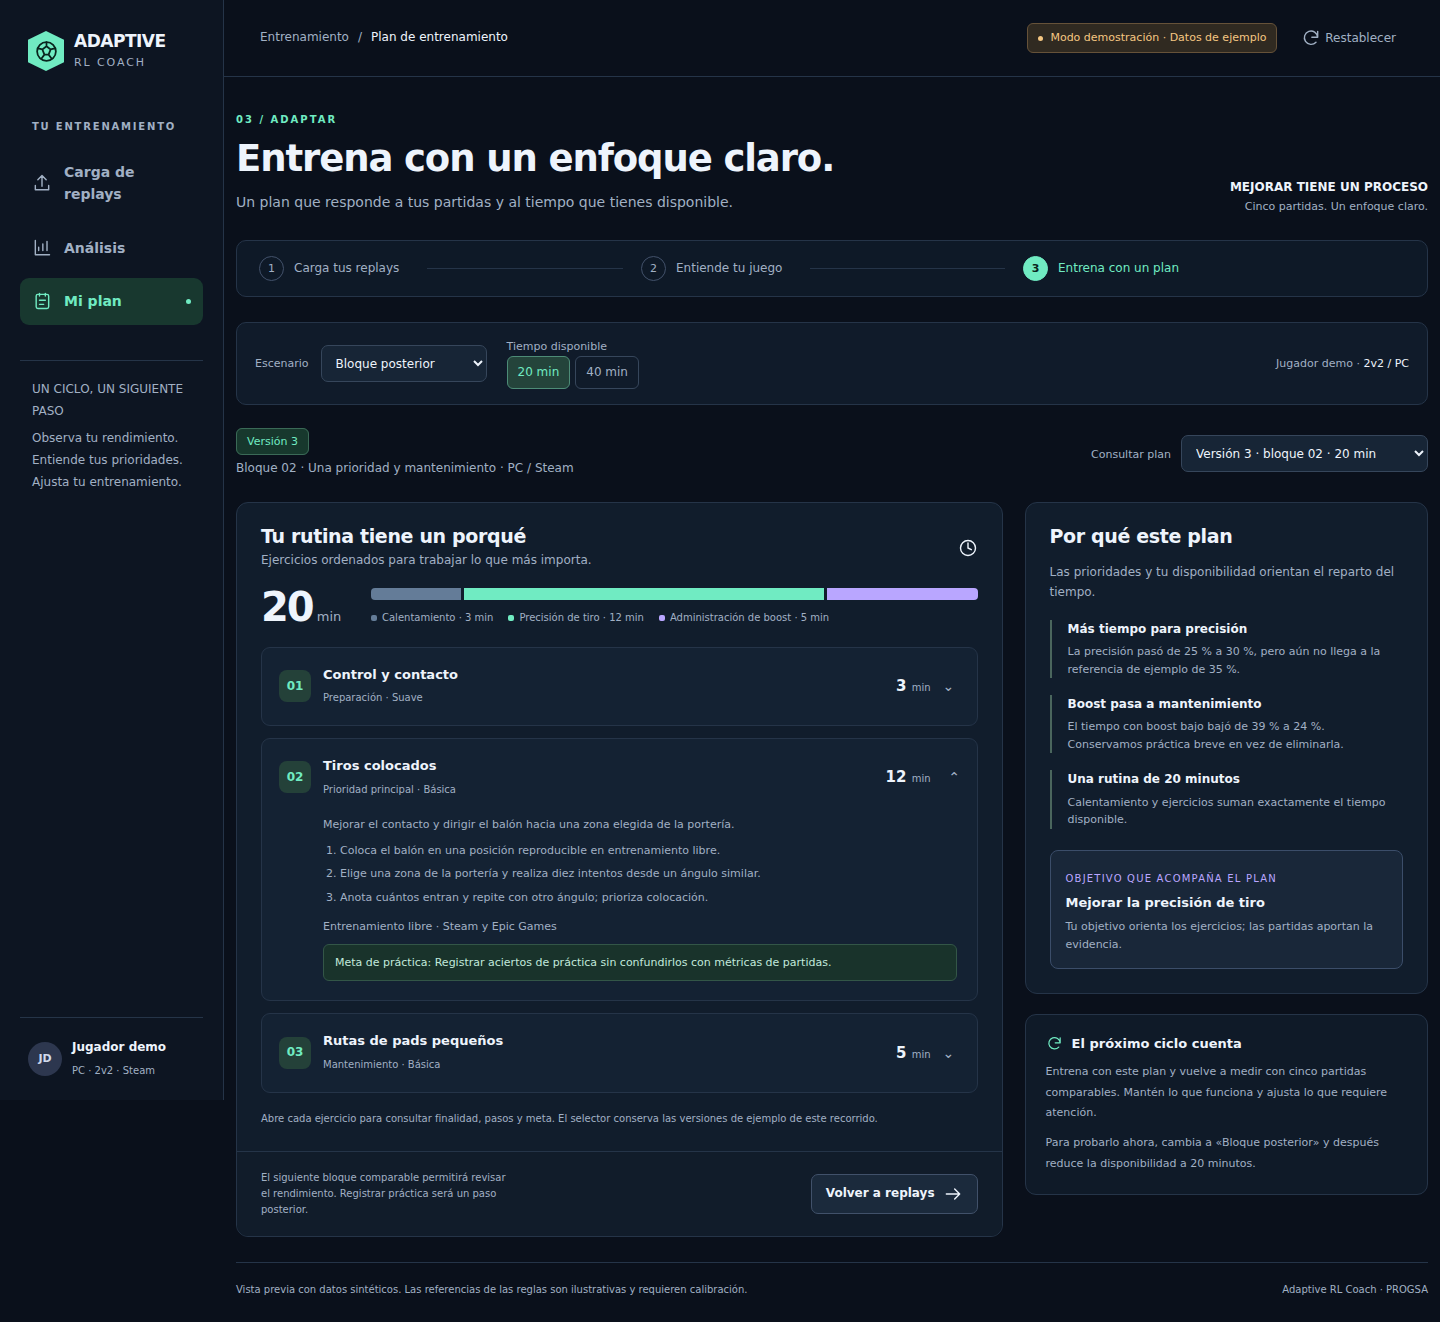 ADAPTIVE
RL COACH
TU ENTRENAMIENTO
Carga de
replays
Análisis
Mi plan
UN CICLO, UN SIGUIENTE
PASO
Observa tu rendimiento.
Entiende tus prioridades.
Ajusta tu entrenamiento.
JD
Jugador demo
PC · 2v2 · Steam
Entrenamiento / Plan de entrenamiento
Modo demostración · Datos de ejemplo
Restablecer
03 / ADAPTAR
Entrena con un enfoque claro.
Un plan que responde a tus partidas y al tiempo que tienes disponible.
MEJORAR TIENE UN PROCESO
Cinco partidas. Un enfoque claro.
1 Carga tus replays
2 Entiende tu juego
3 Entrena con un plan
Escenario
Bloque posterior
Tiempo disponible
20 min
40 min
Jugador demo · 2v2 / PC
Versión 3
Bloque 02 · Una prioridad y mantenimiento · PC / Steam
Consultar plan
Versión 3 · bloque 02 · 20 min
Tu rutina tiene un porqué
Ejercicios ordenados para trabajar lo que más importa.
20 min
Calentamiento · 3 min
Precisión de tiro · 12 min
Administración de boost · 5 min
01
Control y contacto
Preparación · Suave
3 min
02
Tiros colocados
Prioridad principal · Básica
12 min
Mejorar el contacto y dirigir el balón hacia una zona elegida de la portería.
1. Coloca el balón en una posición reproducible en entrenamiento libre.
2. Elige una zona de la portería y realiza diez intentos desde un ángulo similar.
3. Anota cuántos entran y repite con otro ángulo; prioriza colocación.
Entrenamiento libre · Steam y Epic Games
Meta de práctica: Registrar aciertos de práctica sin confundirlos con métricas de partidas.
03
Rutas de pads pequeños
Mantenimiento · Básica
5 min
Abre cada ejercicio para consultar finalidad, pasos y meta. El selector conserva las versiones de ejemplo de este recorrido.
El siguiente bloque comparable permitirá revisar
el rendimiento. Registrar práctica será un paso
posterior.
Volver a replays
Por qué este plan
Las prioridades y tu disponibilidad orientan el reparto del
tiempo.
Más tiempo para precisión
La precisión pasó de 25 % a 30 %, pero aún no llega a la
referencia de ejemplo de 35 %.
Boost pasa a mantenimiento
El tiempo con boost bajo bajó de 39 % a 24 %.
Conservamos práctica breve en vez de eliminarla.
Una rutina de 20 minutos
Calentamiento y ejercicios suman exactamente el tiempo
disponible.
OBJETIVO QUE ACOMPAÑA EL PLAN
Mejorar la precisión de tiro
Tu objetivo orienta los ejercicios; las partidas aportan la
evidencia.
El próximo ciclo cuenta
Entrena con este plan y vuelve a medir con cinco partidas
comparables. Mantén lo que funciona y ajusta lo que requiere
atención.
Para probarlo ahora, cambia a «Bloque posterior» y después
reduce la disponibilidad a 20 minutos.
Vista previa con datos sintéticos. Las referencias de las reglas son ilustrativas y requieren calibración.
Adaptive RL Coach · PROGSA